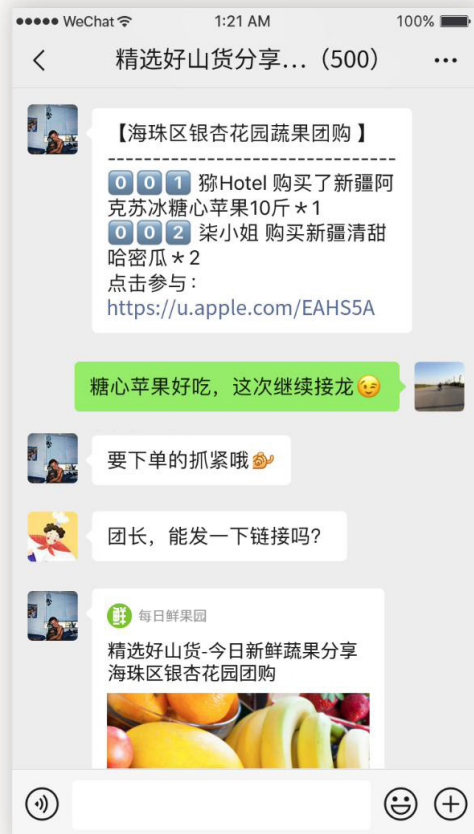 WeChat
1:21 AM
100%
精选好山货分享...（500）
【海珠区银杏花园蔬果团购 】
--------------------------------
0️⃣0️⃣1️⃣ 猕Hotel 购买了新疆阿
克苏冰糖心苹果10斤*1
0️⃣0️⃣2️⃣ 柒小姐 购买新疆清甜
哈密瓜*2
点击参与：
https://u.apple.com/EAHS5A
糖心苹果好吃，这次继续接龙😉
要下单的抓紧哦
团长，能发一下链接吗？
鲜 每日鲜果园
精选好山货-今日新鲜蔬果分享
海珠区银杏花园团购